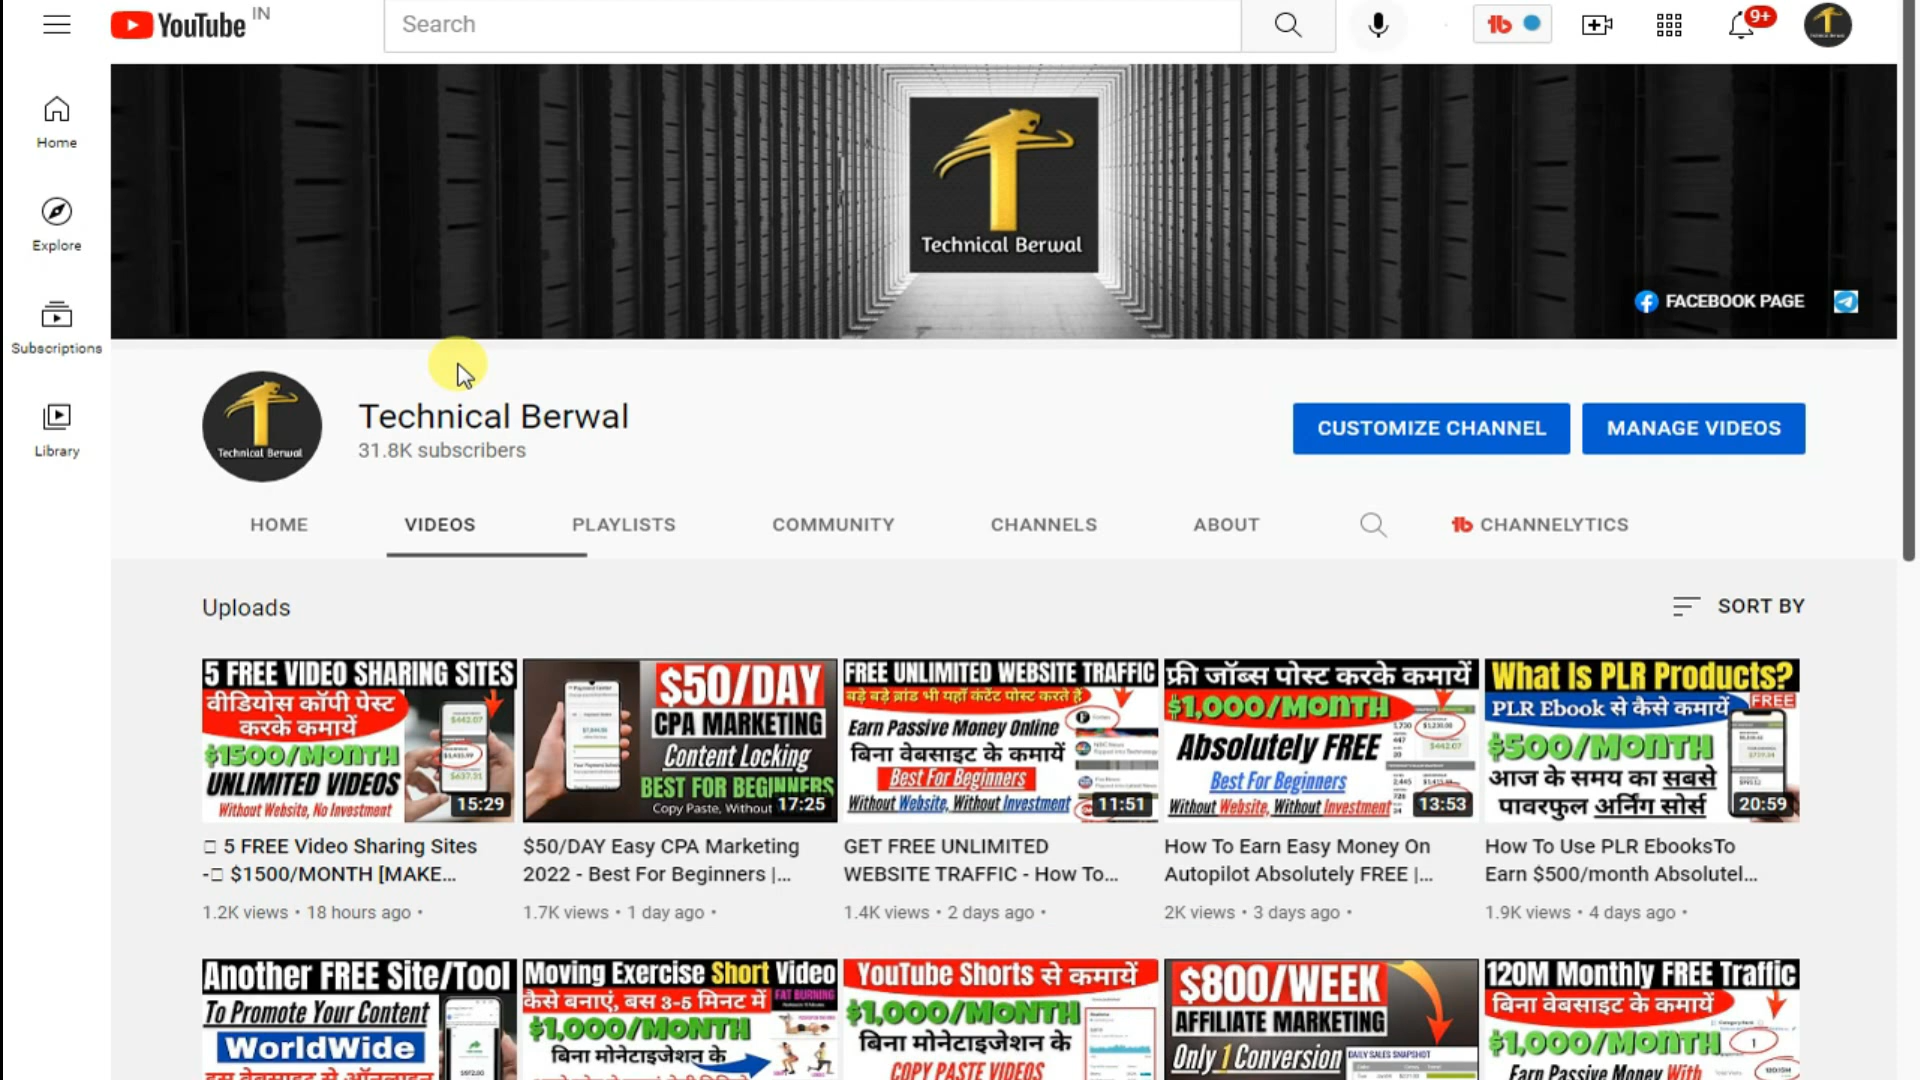 YouTube IN
Search
9+
Home
Explore
Subscriptions
Library
Technical Berwal
FACEBOOK PAGE
Technical Berwal
Technical Berwal
31.8K subscribers
CUSTOMIZE CHANNEL
MANAGE VIDEOS
HOME
VIDEOS
PLAYLISTS
COMMUNITY
CHANNELS
ABOUT
CHANNELYTICS
Uploads
SORT BY
5 FREE VIDEO SHARING SITES
वीडियोस कॉपी पेस्ट
करके कमायें
$1500/MONTH
UNLIMITED VIDEOS
Without Website, No Investment
$442.07
$637.31
15:29
$50/DAY
CPA MARKETING
Content Locking
BEST FOR BEGINNERS
Copy Paste, Without
17:25
FREE UNLIMITED WEBSITE TRAFFIC
बड़े बड़े ब्रांड भी यहाँ कंटेंट पोस्ट करते हैं
Earn Passive Money Online
बिना वेबसाइट के कमायें
Best For Beginners
Without Website, Without Investment
11:51
फ्री जॉब्स पोस्ट करके कमायें
$1,000/MONTH
Absolutely FREE
Best For Beginners
Without Website, Without Investment
$442.07
13:53
What Is PLR Products?
PLR Ebook से कैसे कमायें
FREE
$500/MONTH
आज के समय का सबसे
पावरफुल अर्निंग सोर्स
20:59
5 FREE Video Sharing Sites
- $1500/MONTH [MAKE...
1.2K views • 18 hours ago •
$50/DAY Easy CPA Marketing
2022 - Best For Beginners |...
1.7K views • 1 day ago •
GET FREE UNLIMITED
WEBSITE TRAFFIC - How To...
1.4K views • 2 days ago •
How To Earn Easy Money On
Autopilot Absolutely FREE |...
2K views • 3 days ago •
How To Use PLR EbooksTo
Earn $500/month Absolutel...
1.9K views • 4 days ago •
Another FREE Site/Tool
To Promote Your Content
WorldWide
इस वेबसाइट से ऑनलाइन
Moving Exercise Short Video
कैसे बनाएं, बस 3-5 मिनट में
FAT BURNING
$1,000/MONTH
बिना मोनेटाइजेशन के
YouTube Shorts से कमायें
$1,000/MONTH
बिना मोनेटाइजेशन के
COPY PASTE VIDEOS
$800/WEEK
AFFILIATE MARKETING
Only 1 Conversion
DAILY SALES SNAPSHOT
120M Monthly FREE Traffic
बिना वेबसाइट के कमायें
$1,000/MONTH
Earn Passive Money With